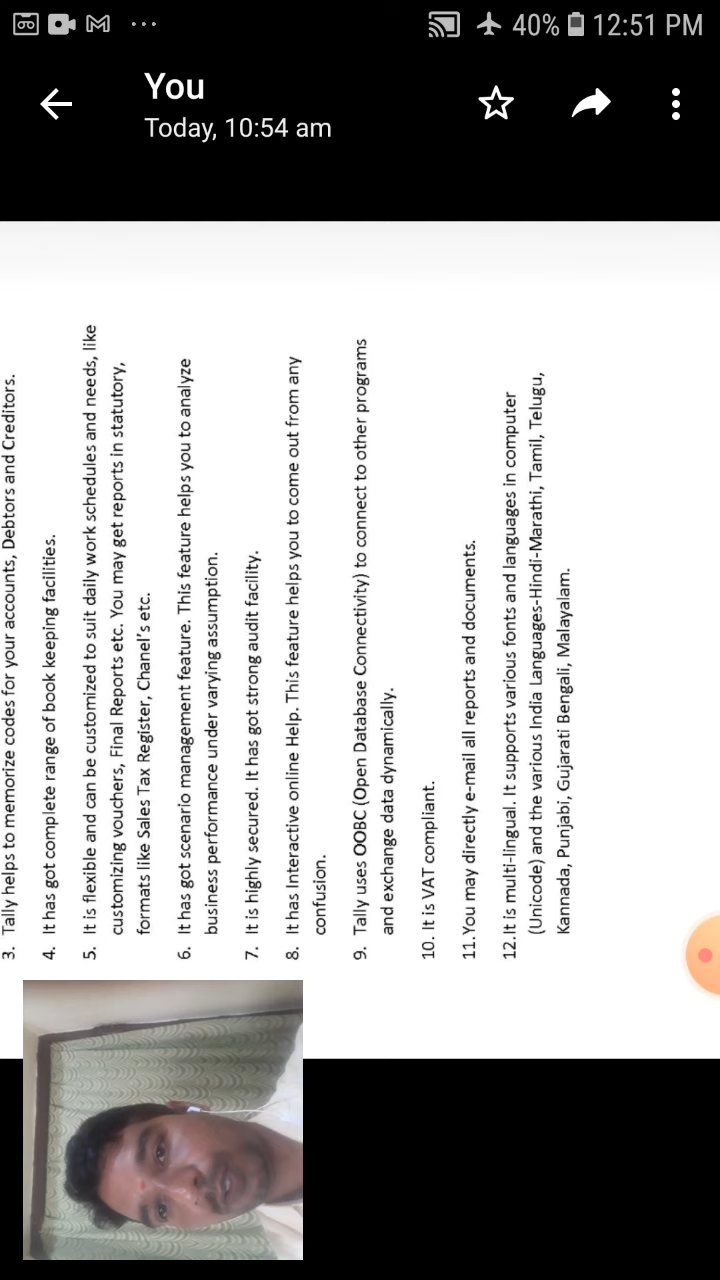 40% 12:51 PM
You
Today, 10:54 am
3. Tally helps to memorize codes for your accounts, Debtors and Creditors.
4. It has got complete range of book keeping facilities.
5. It is flexible and can be customized to suit daily work schedules and needs, like
customizing vouchers, Final Reports etc. You may get reports in statutory,
formats like Sales Tax Register, Chanel's etc.
6. It has got scenario management feature. This feature helps you to analyze
business performance under varying assumption.
7. It is highly secured. It has got strong audit facility.
8. It has Interactive online Help. This feature helps you to come out from any
confusion.
9. Tally uses OOBC (Open Database Connectivity) to connect to other programs
and exchange data dynamically.
10. It is VAT compliant.
11.You may directly e-mail all reports and documents.
12.It is multi-lingual. It supports various fonts and languages in computer
(Unicode) and the various India Languages-Hindi-Marathi, Tamil, Telugu,
Kannada, Punjabi, Gujarati Bengali, Malayalam.